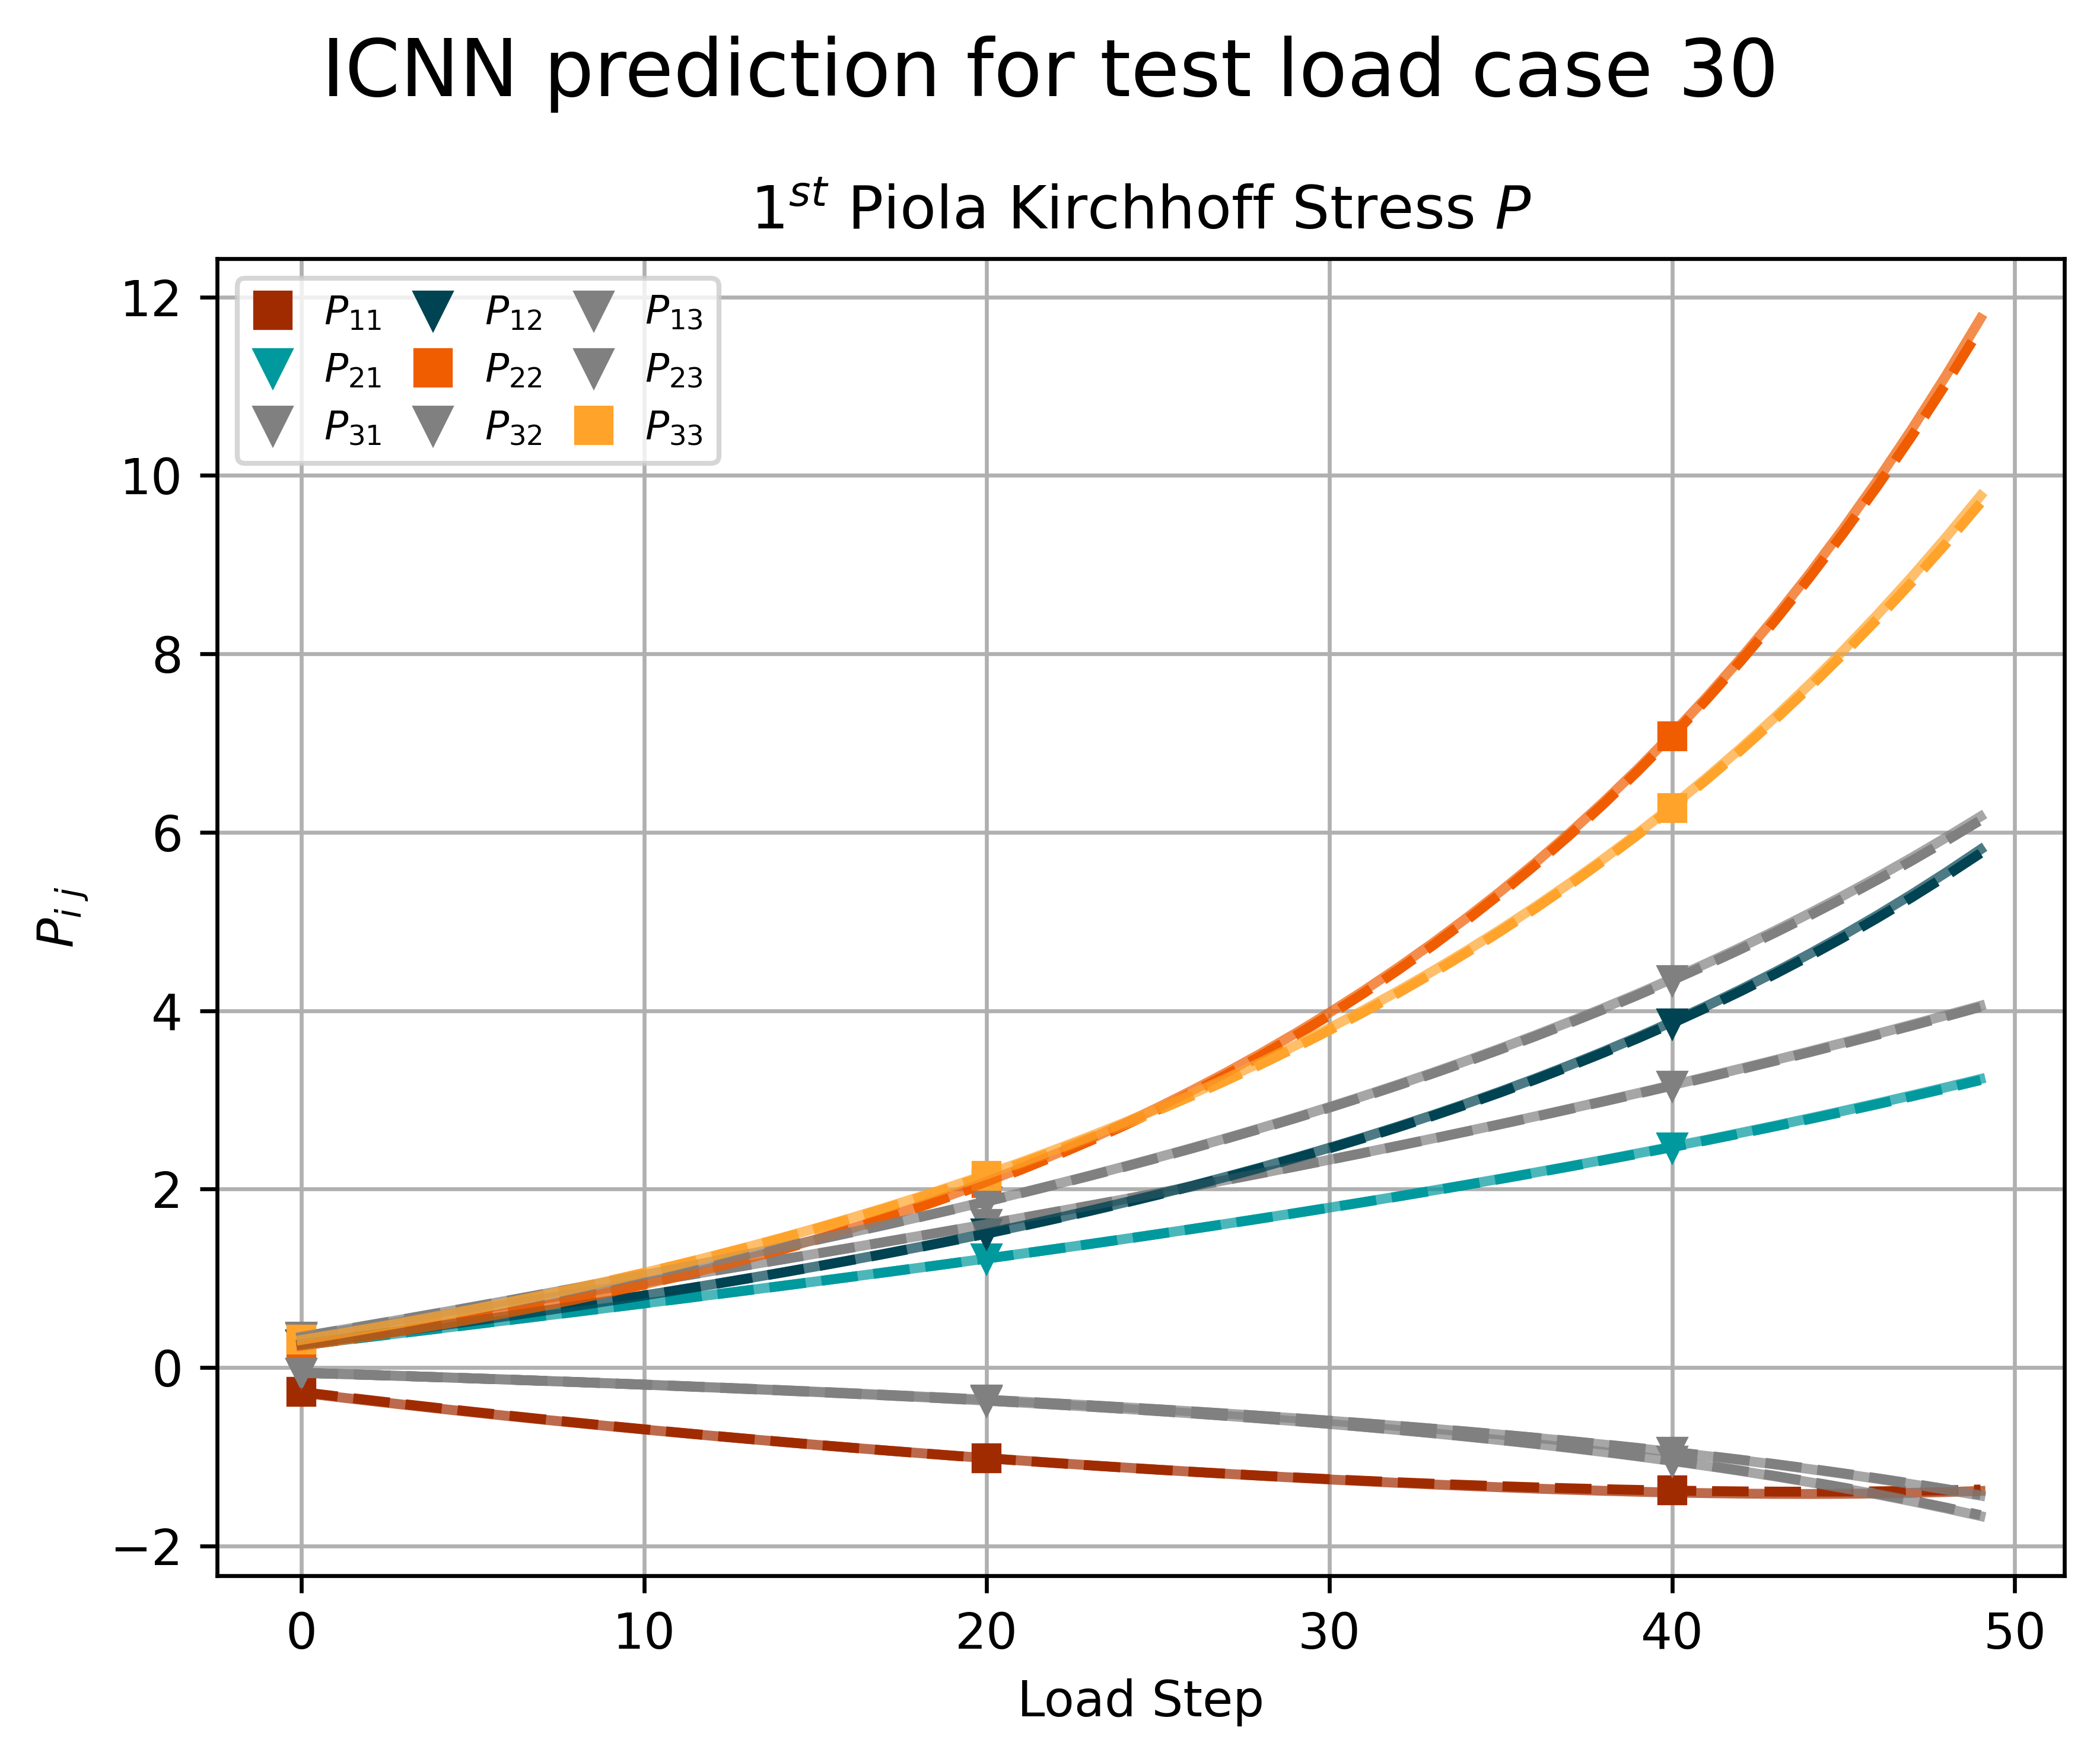 ICNN prediction for test load case 30
1st Piola Kirchhoff Stress P
P11 P12 P13
P21 P22 P23
P31 P32 P33
12
10
8
6
4
2
0
−2
Pi j
0 10 20 30 40 50
Load Step